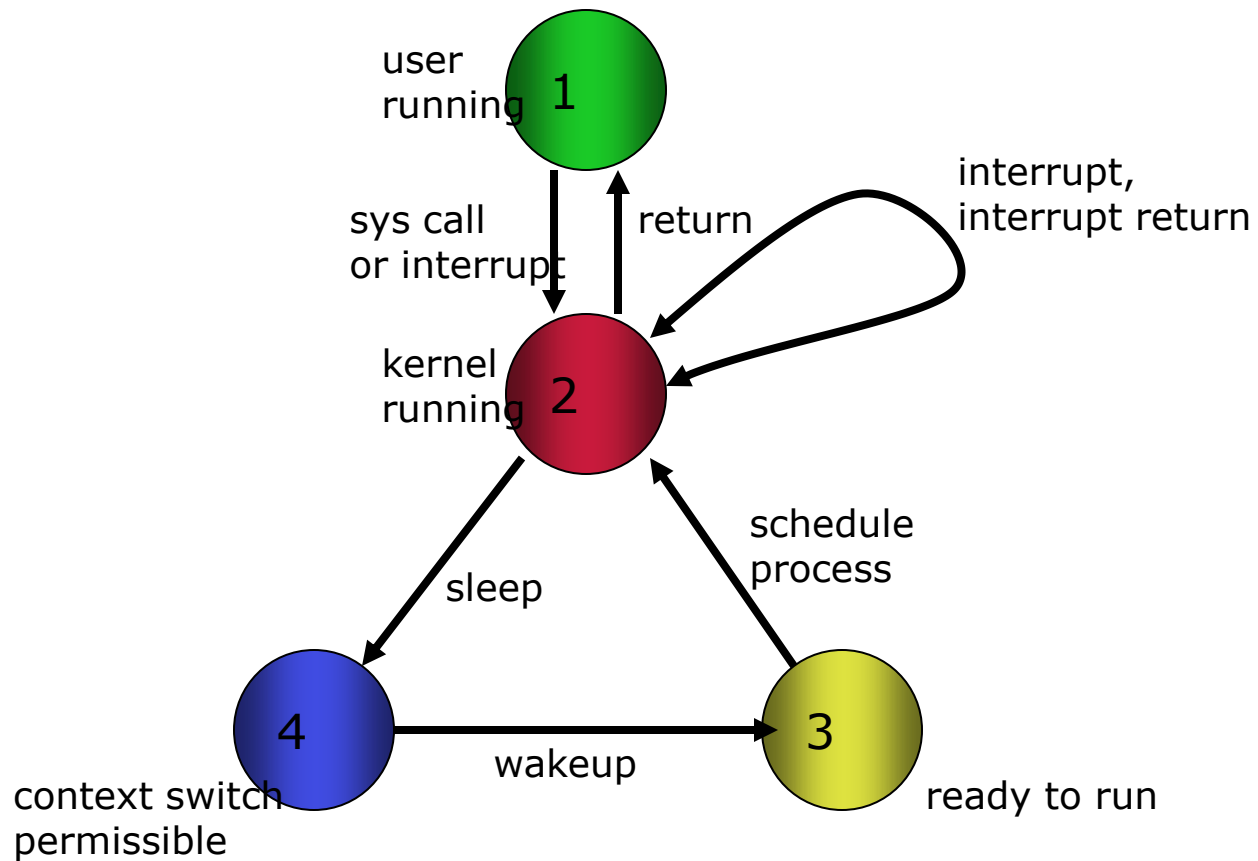 user
running
1
sys call
or interrupt
return
interrupt,
interrupt return
kernel
running
2
schedule
process
sleep
4
wakeup
3
context switch
permissible
ready to run